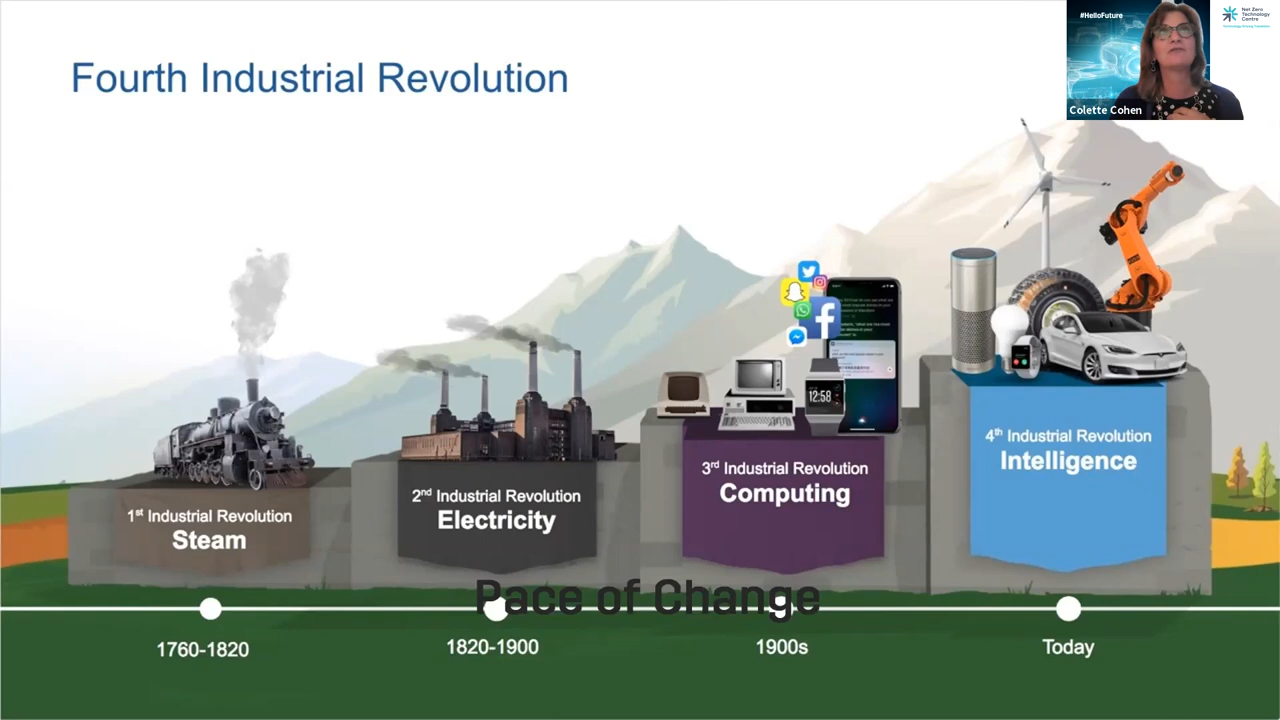 #HelloFuture
Net Zero
Technology
Centre
Colette Cohen
Fourth Industrial Revolution
12:58
1st Industrial Revolution
Steam
2nd Industrial Revolution
Electricity
3rd Industrial Revolution
Computing
4th Industrial Revolution
Intelligence
Pace of Change
1760-1820
1820-1900
1900s
Today